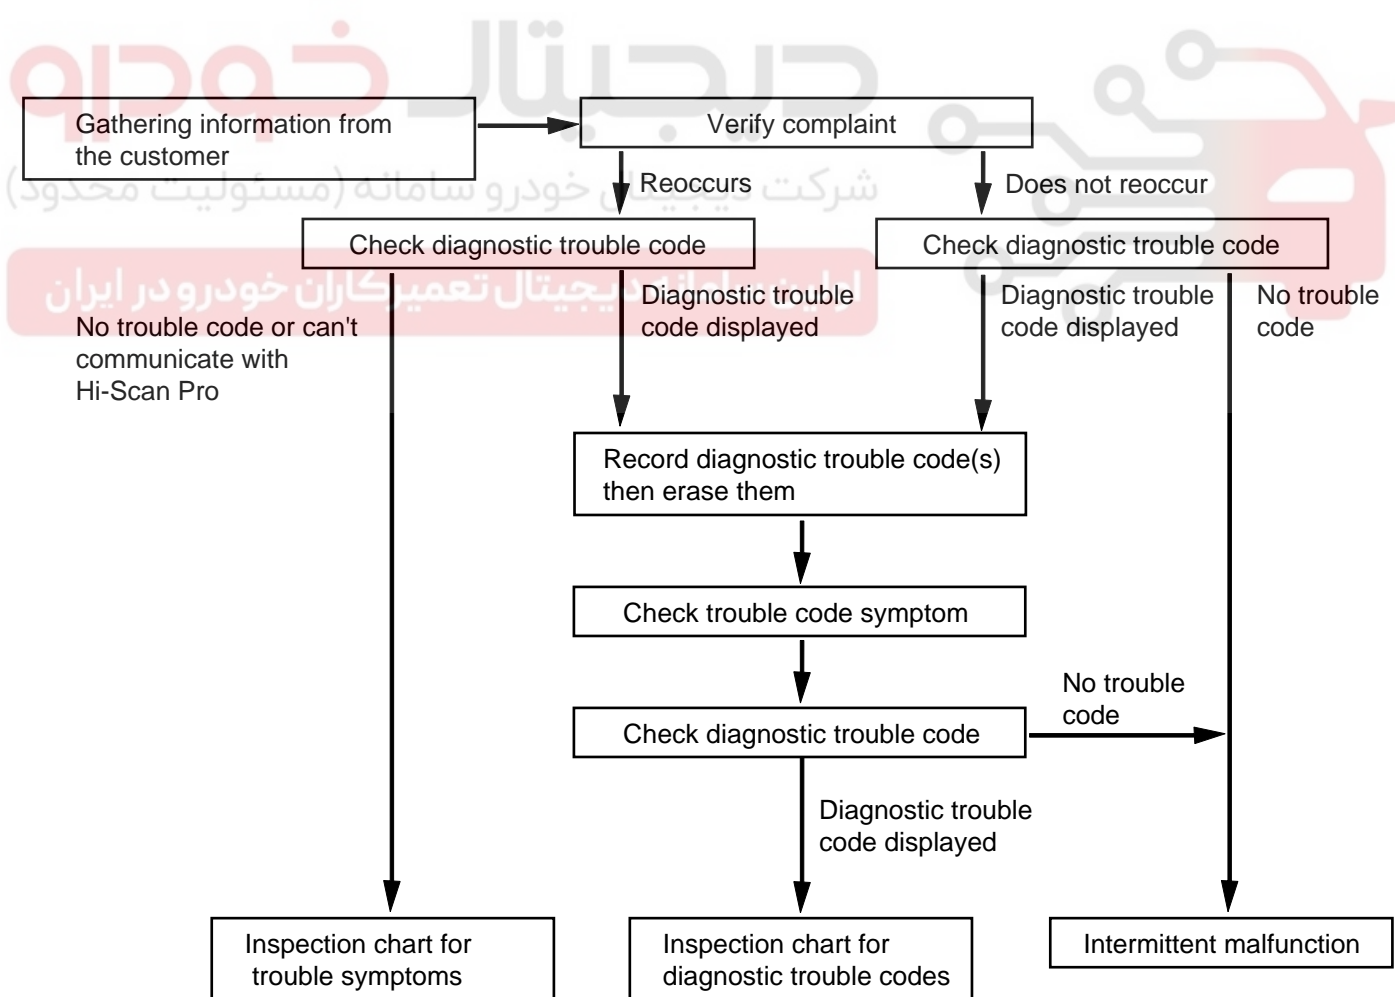 دیجیتال خودرو
Gathering information from
the customer
Verify complaint
شرکت دیجیتال خودرو سامانه (مسئولیت محدود)
Reoccurs
Does not reoccur
Check diagnostic trouble code
Check diagnostic trouble code
اولین سامانه دیجیتال تعمیرکاران خودرو در ایران
No trouble code or can't
communicate with
Hi-Scan Pro
Diagnostic trouble
code displayed
Diagnostic trouble
code displayed
No trouble
code
Record diagnostic trouble code(s)
then erase them
Check trouble code symptom
Check diagnostic trouble code
No trouble
code
Diagnostic trouble
code displayed
Inspection chart for
trouble symptoms
Inspection chart for
diagnostic trouble codes
Intermittent malfunction